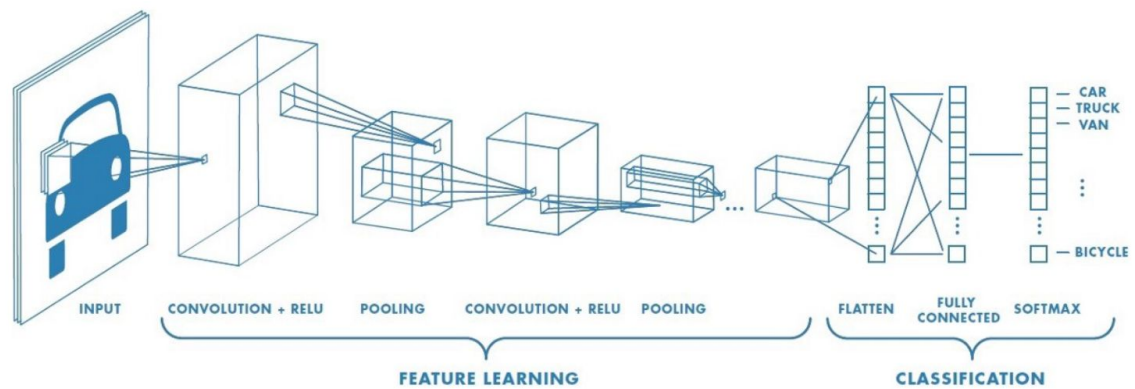 CAR
TRUCK
VAN
BICYCLE
INPUT
CONVOLUTION + RELU
POOLING
CONVOLUTION + RELU
POOLING
FLATTEN
FULLY
CONNECTED
SOFTMAX
FEATURE LEARNING
CLASSIFICATION